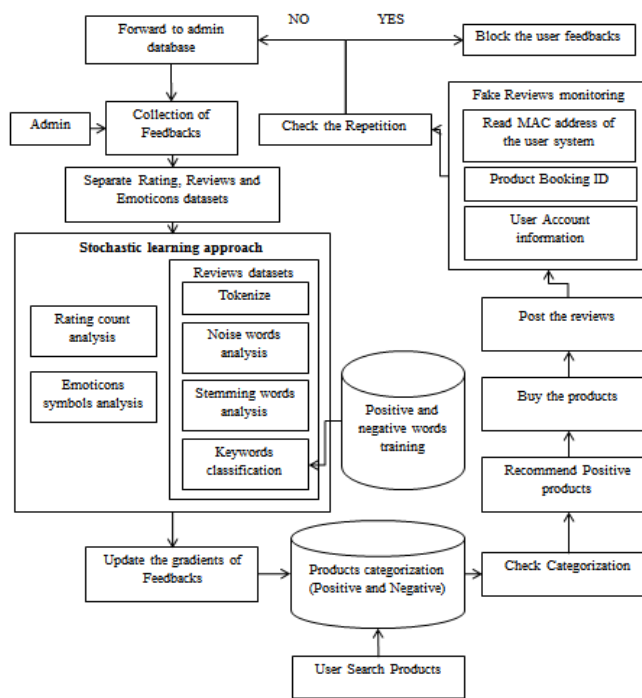 NO
YES
Forward to admin
database
Block the user feedbacks
Fake Reviews monitoring
Read MAC address of
the user system
Product Booking ID
User Account
information
Admin
Collection of
Feedbacks
Check the Repetition
Separate Rating, Reviews and
Emoticons datasets
Stochastic learning approach
Reviews datasets
Tokenize
Noise words
analysis
Stemming words
analysis
Keywords
classification
Rating count
analysis
Emoticons
symbols analysis
Positive and
negative words
training
Post the reviews
Buy the products
Recommend Positive
products
Update the gradients of
Feedbacks
Products categorization
(Positive and Negative)
Check Categorization
User Search Products